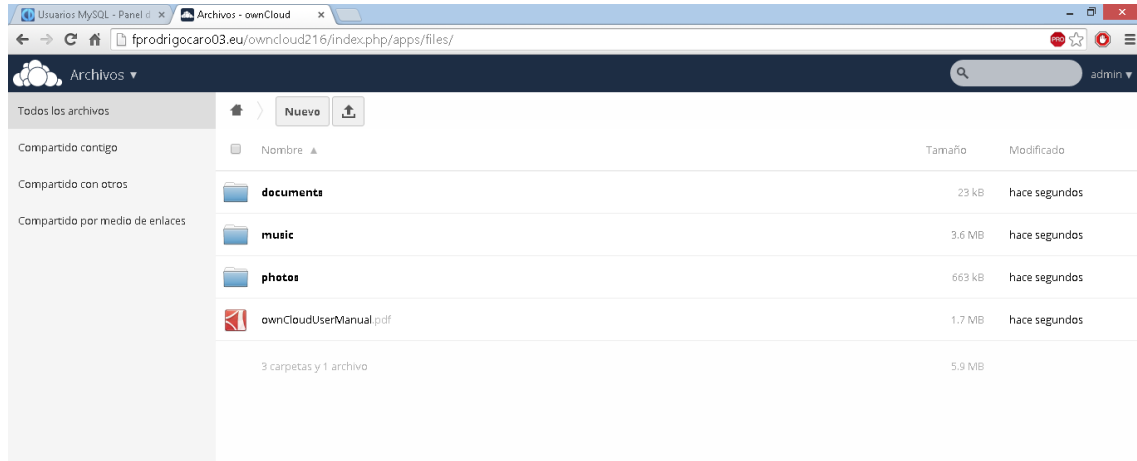 Usuarios MySQL - Panel d
Archivos - ownCloud
fprodrigocaro03.eu/owncloud216/index.php/apps/files/
PRO
Archivos ▾
admin ▾
Todos los archivos
Compartido contigo
Compartido con otros
Compartido por medio de enlaces
Nuevo
Nombre ▲ Tamaño Modificado
documents 23 kB hace segundos
music 3.6 MB hace segundos
photos 663 kB hace segundos
ownCloudUserManual.pdf 1.7 MB hace segundos
3 carpetas y 1 archivo 5.9 MB